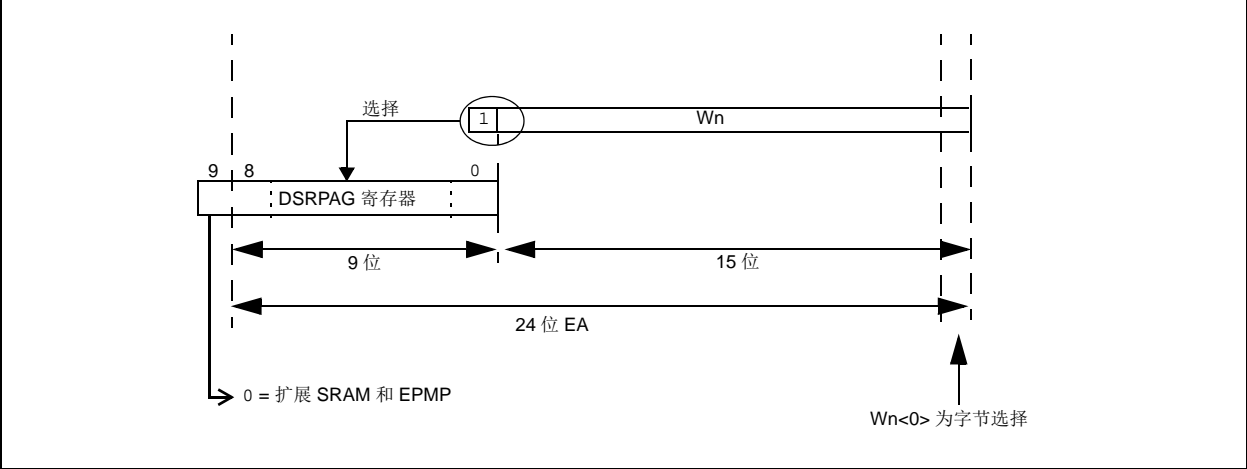 选择
1
Wn
9 8 0
DSRPAG 寄存器
9 位
15 位
24 位 EA
0 = 扩展 SRAM 和 EPMP
Wn<0> 为字节选择